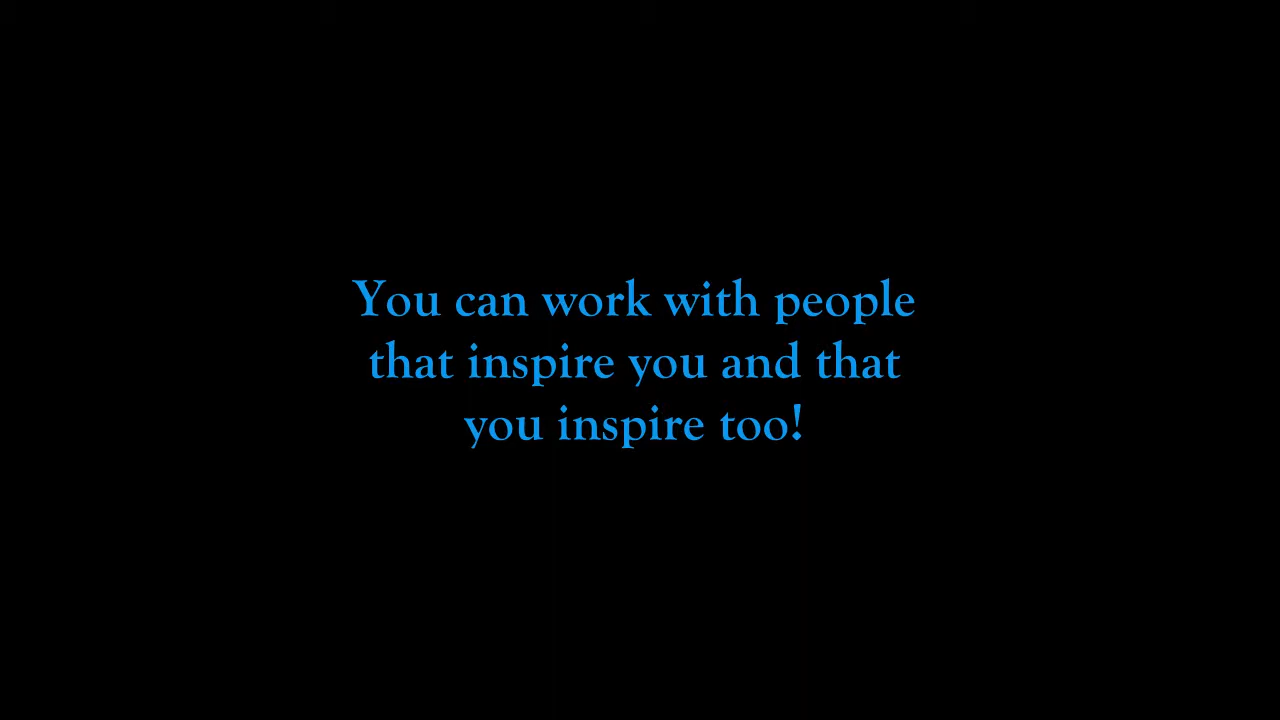 You can work with people
that inspire you and that
you inspire too!